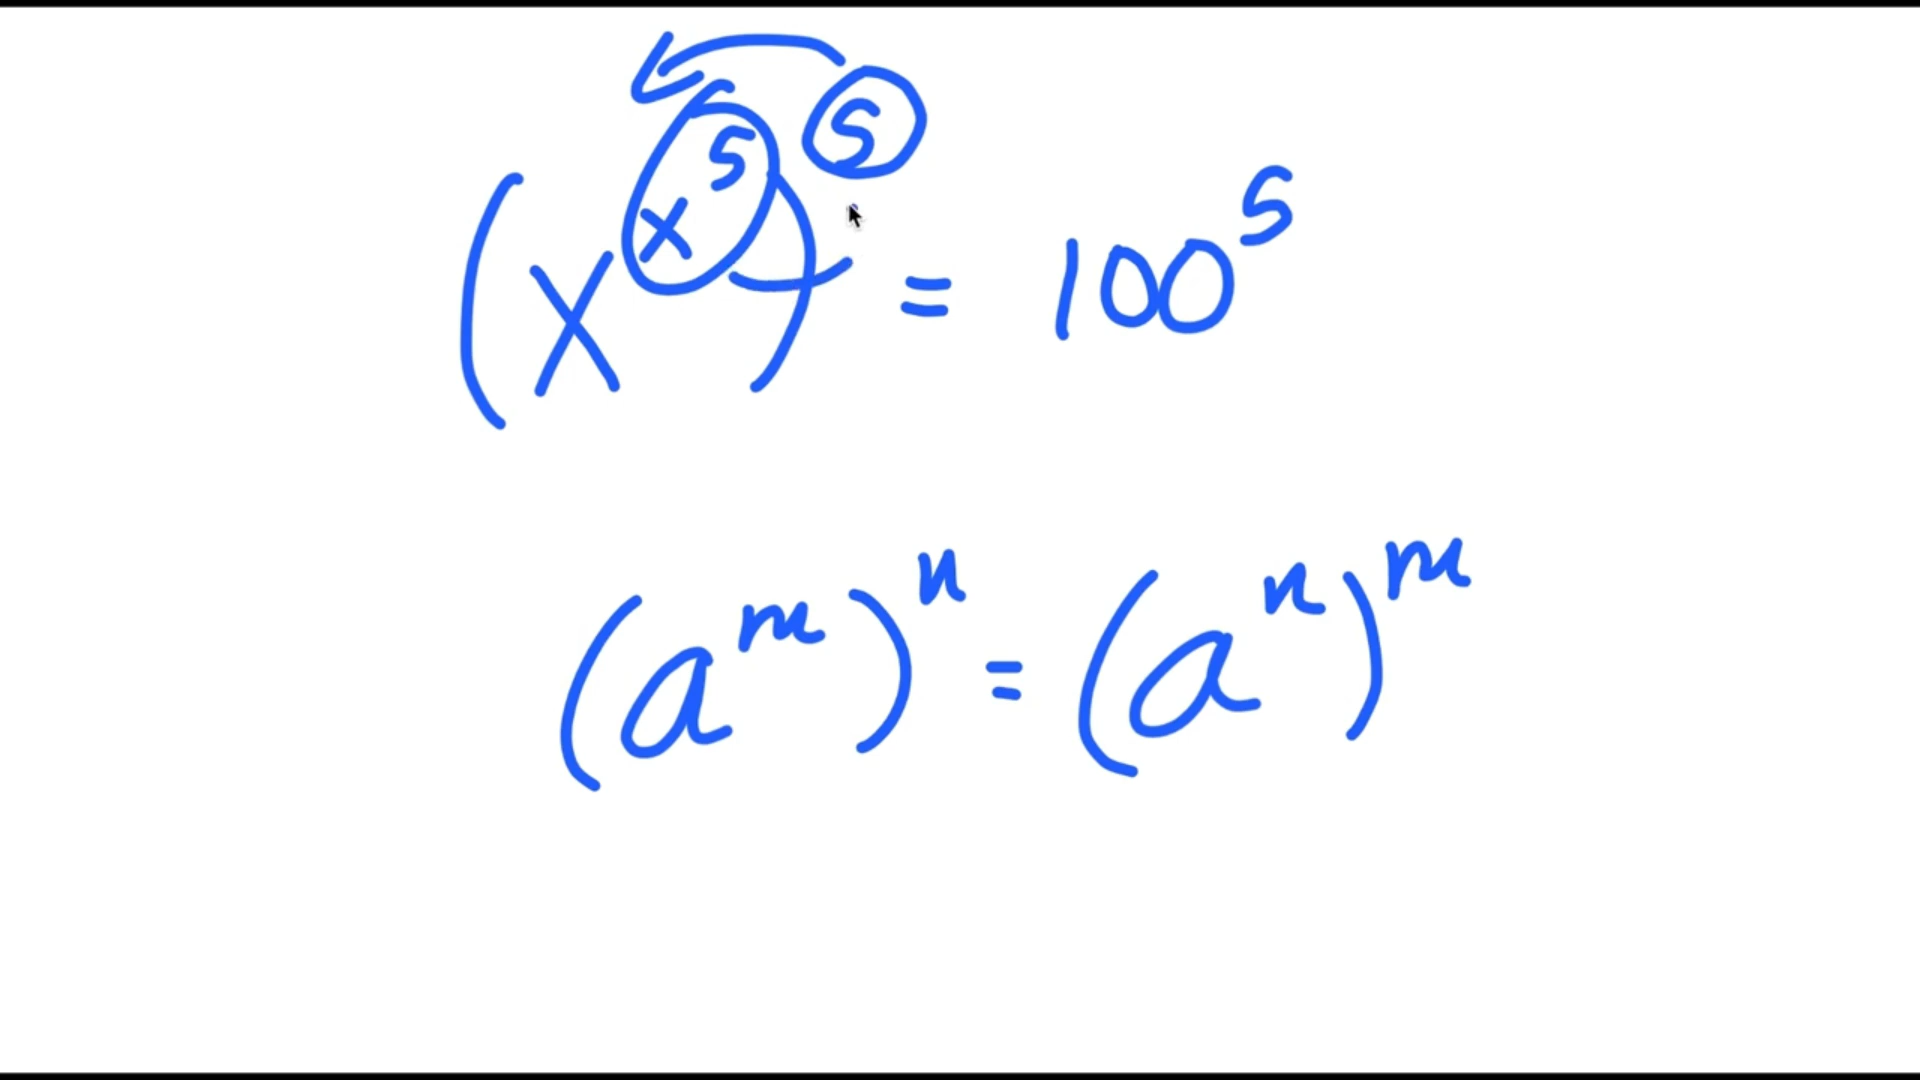 (x^{x^5})^5 = 100^5
(a^m)^n = (a^n)^m